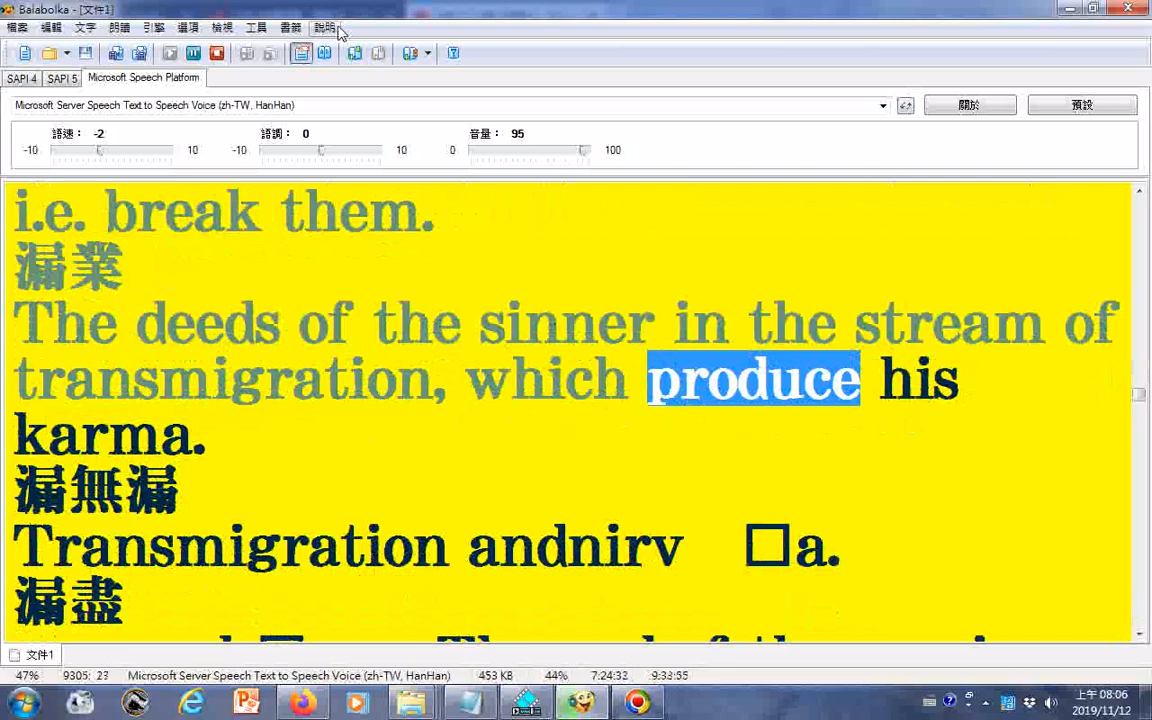 Balabolka - [文件1]
檔案 編輯 文字 朗讀 引擎 選項 檢視 工具 書籤 說明
SAPI 4 SAPI 5 Microsoft Speech Platform
Microsoft Server Speech Text to Speech Voice (zh-TW, HanHan) 關於 預設
語速： -2 語調： 0 音量： 95
-10 10 -10 10 0 100
i.e. break them.
漏業
The deeds of the sinner in the stream of
transmigration, which produce his
karma.
漏無漏
Transmigration andnirv □a.
漏盡
文件1
47% 9305: 23 Microsoft Server Speech Text to Speech Voice (zh-TW, HanHan) 453 KB 44% 7:24:32 9:33:55
上午 08:06
2019/11/12